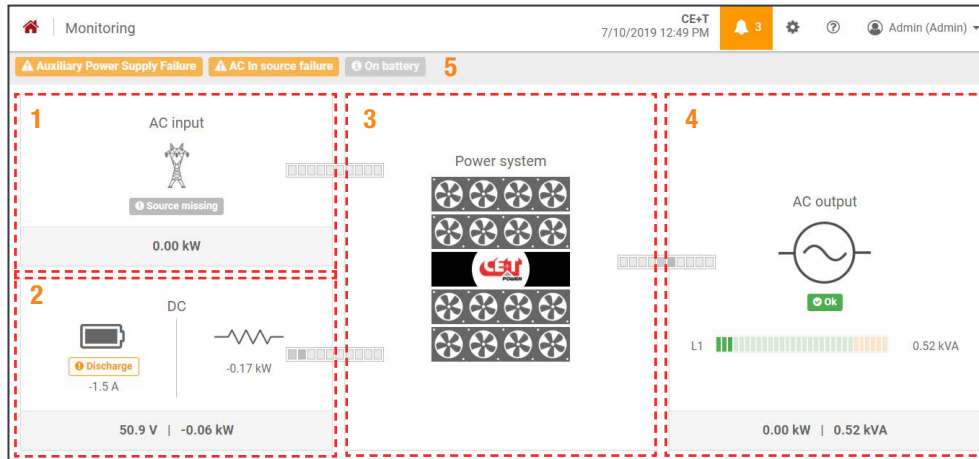 Monitoring
CE+T
7/10/2019 12:49 PM
3
Admin (Admin)
Auxiliary Power Supply Failure
AC In source failure
On battery
5
1
AC input
Source missing
0.00 kW
2
DC
Discharge
-1.5 A
-0.17 kW
50.9 V | -0.06 kW
3
Power system
CE+T
POWER
4
AC output
Ok
L1
0.52 kVA
0.00 kW | 0.52 kVA